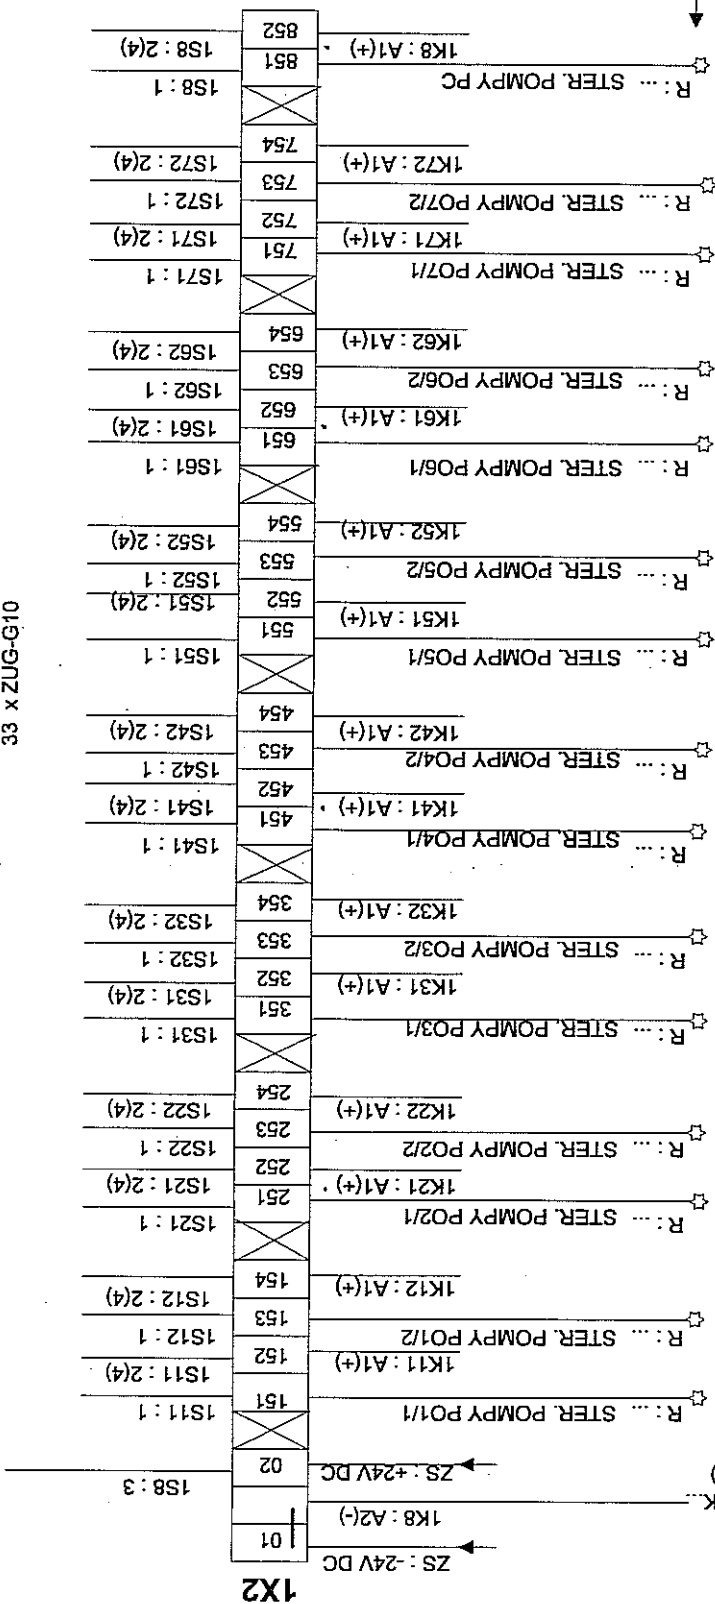 1X2
ZS : -24V DC
01
1K8 : A2(-)
K...
)
ZS : +24V DC
02
1S8 : 3
R : ... STER. POMPY PO1/1
151
1S11 : 1
1K11 : A1(+)
152
1S11 : 2(4)
R : ... STER. POMPY PO1/2
153
1S12 : 1
1K12 : A1(+)
154
1S12 : 2(4)
R : ... STER. POMPY PO2/1
251
1S21 : 1
1K21 : A1(+)
252
1S21 : 2(4)
R : ... STER. POMPY PO2/2
253
1S22 : 1
1K22 : A1(+)
254
1S22 : 2(4)
R : ... STER. POMPY PO3/1
351
1S31 : 1
1K31 : A1(+)
352
1S31 : 2(4)
R : ... STER. POMPY PO3/2
353
1S32 : 1
1K32 : A1(+)
354
1S32 : 2(4)
R : ... STER. POMPY PO4/1
451
1S41 : 1
1K41 : A1(+)
452
1S41 : 2(4)
R : ... STER. POMPY PO4/2
453
1S42 : 1
1K42 : A1(+)
454
1S42 : 2(4)
R : ... STER. POMPY PO5/1
551
1S51 : 1
1K51 : A1(+)
552
1S51 : 2(4)
R : ... STER. POMPY PO5/2
553
1S52 : 1
1K52 : A1(+)
554
1S52 : 2(4)
R : ... STER. POMPY PO6/1
651
1S61 : 1
1K61 : A1(+)
652
1S61 : 2(4)
R : ... STER. POMPY PO6/2
653
1S62 : 1
1K62 : A1(+)
654
1S62 : 2(4)
R : ... STER. POMPY PO7/1
751
1S71 : 1
1K71 : A1(+)
752
1S71 : 2(4)
R : ... STER. POMPY PO7/2
753
1S72 : 1
1K72 : A1(+)
754
1S72 : 2(4)
R : ... STER. POMPY PC
851
1S8 : 1
1K8 : A1(+)
852
1S8 : 2(4)
33 x ZUG-G10